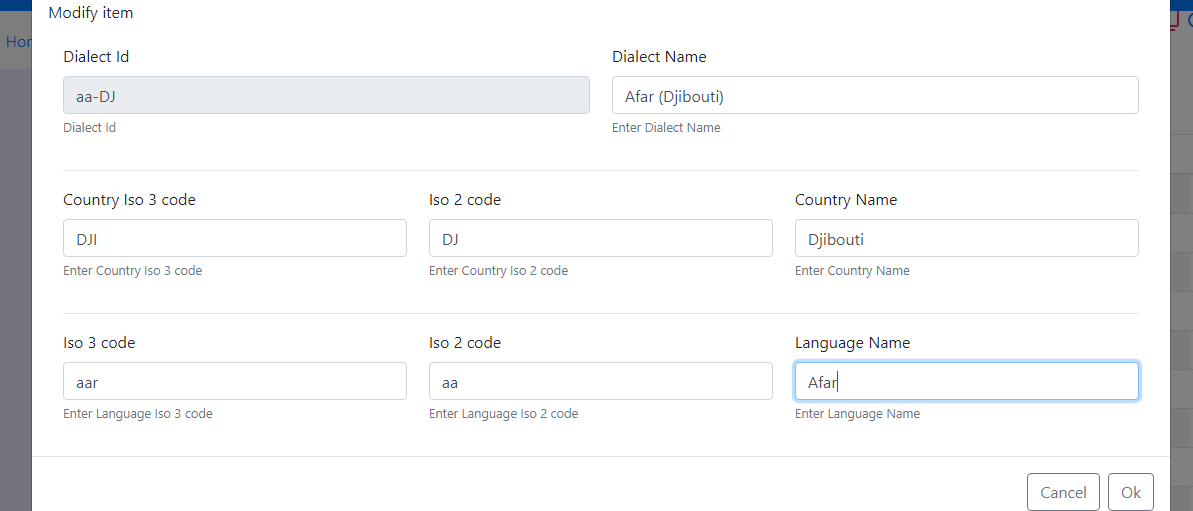 Modify item
Hor
Dialect Id Dialect Name
aa-DJ Afar (Djibouti)
Dialect Id Enter Dialect Name
Country Iso 3 code Iso 2 code Country Name
DJI DJ Djibouti
Enter Country Iso 3 code Enter Country Iso 2 code Enter Country Name
Iso 3 code Iso 2 code Language Name
aar aa Afar
Enter Language Iso 3 code Enter Language Iso 2 code Enter Language Name
Cancel Ok